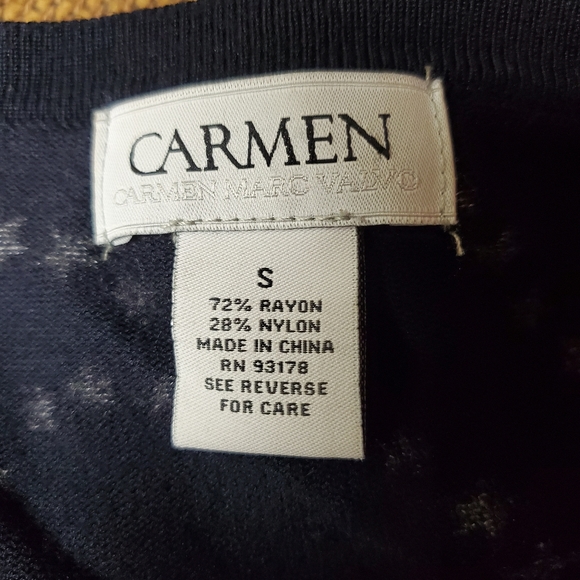 CARMEN
CARMEN MARC VALVO
S
72% RAYON
28% NYLON
MADE IN CHINA
RN 93178
SEE REVERSE
FOR CARE